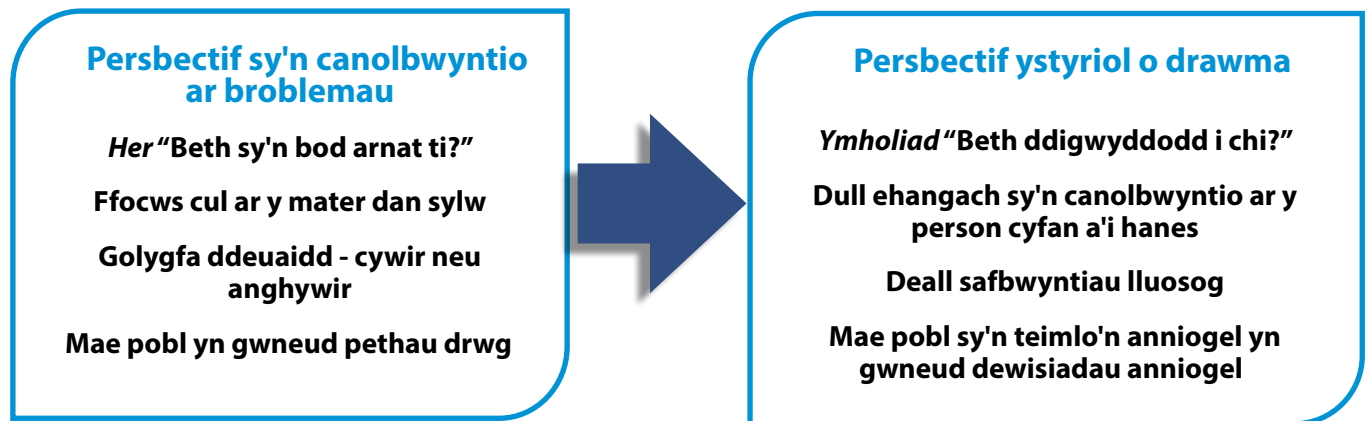 Persbectif sy'n canolbwyntio
ar broblemau
Her “Beth sy'n bod arnat ti?”
Ffocws cul ar y mater dan sylw
Golygfa ddeuaidd - cywir neu
anghywir
Mae pobl yn gwneud pethau drwg
Persbectif ystyriol o drawma
Ymholiad “Beth ddigwyddodd i chi?”
Dull ehangach sy'n canolbwyntio ar y
person cyfan a'i hanes
Deall safbwyntiau lluosog
Mae pobl sy'n teimlo'n anniogel yn
gwneud dewisiadau anniogel